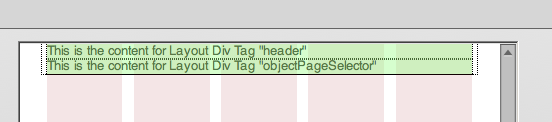 This is the content for Layout Div Tag "header"
This is the content for Layout Div Tag "objectPageSelector"